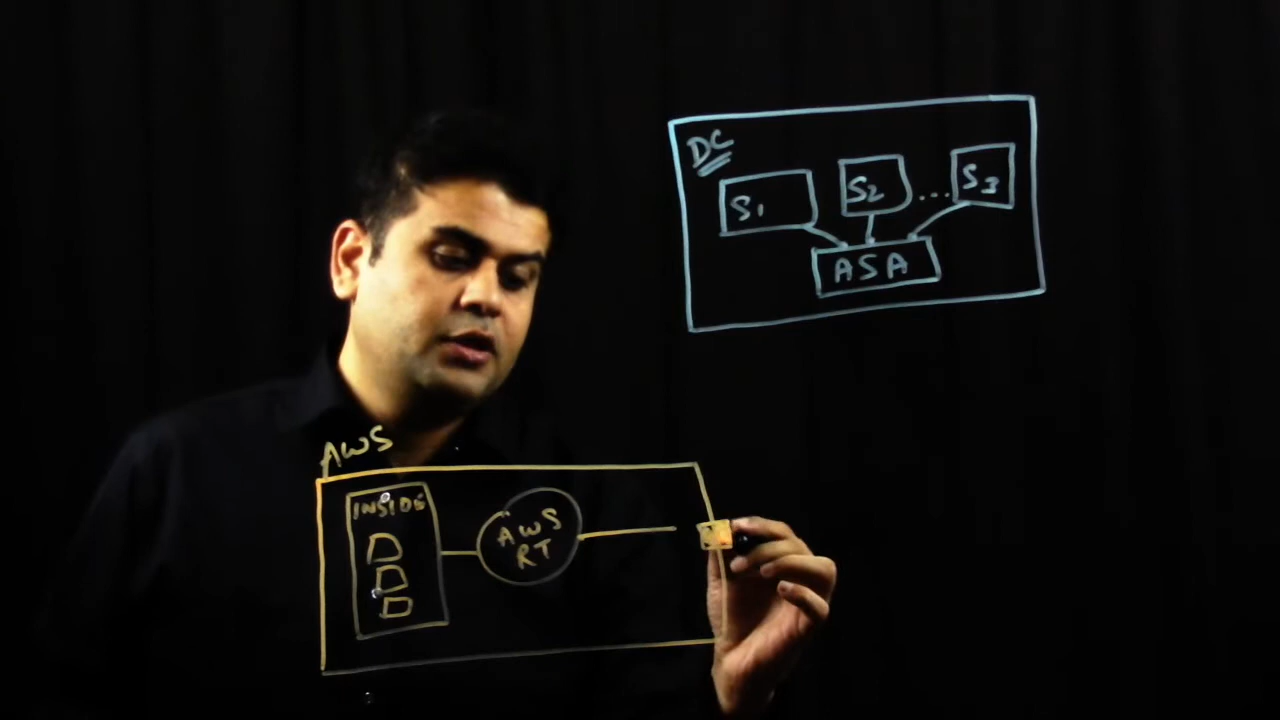 DC
S1
S2
...
S3
ASA
AWS
INSIDE
AWS
RT